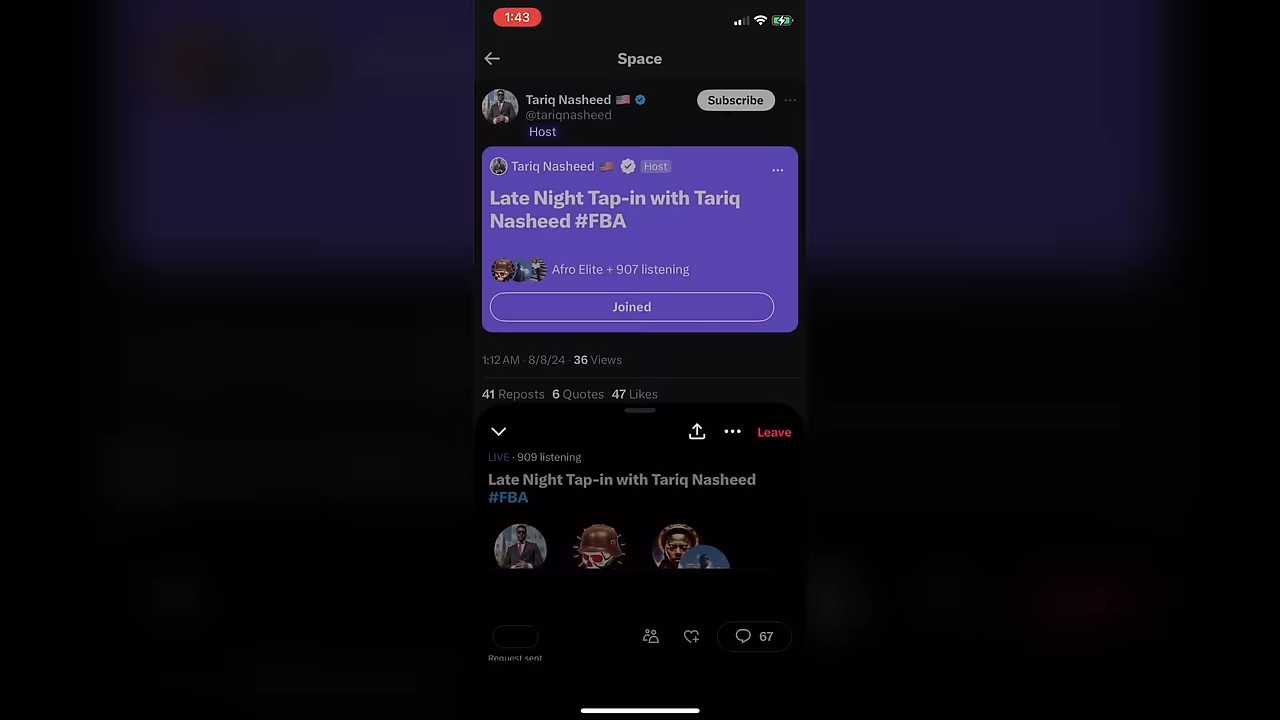 1:43
Space
Tariq Nasheed
Subscribe
@tariqnasheed
Host
Tariq Nasheed Host
Late Night Tap-in with Tariq
Nasheed #FBA
Afro Elite + 907 listening
Joined
1:12 AM · 8/8/24 · 36 Views
41 Reposts 6 Quotes 47 Likes
Leave
LIVE · 909 listening
Late Night Tap-in with Tariq Nasheed
#FBA
67
Request sent